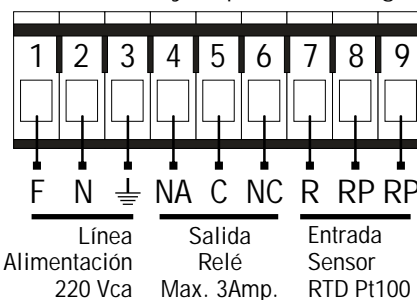 1 2 3 4 5 6 7 8 9
F N ⏚ NA C NC R RP RP
Línea Salida Entrada
Alimentación Relé Sensor
220 Vca Max. 3Amp. RTD Pt100